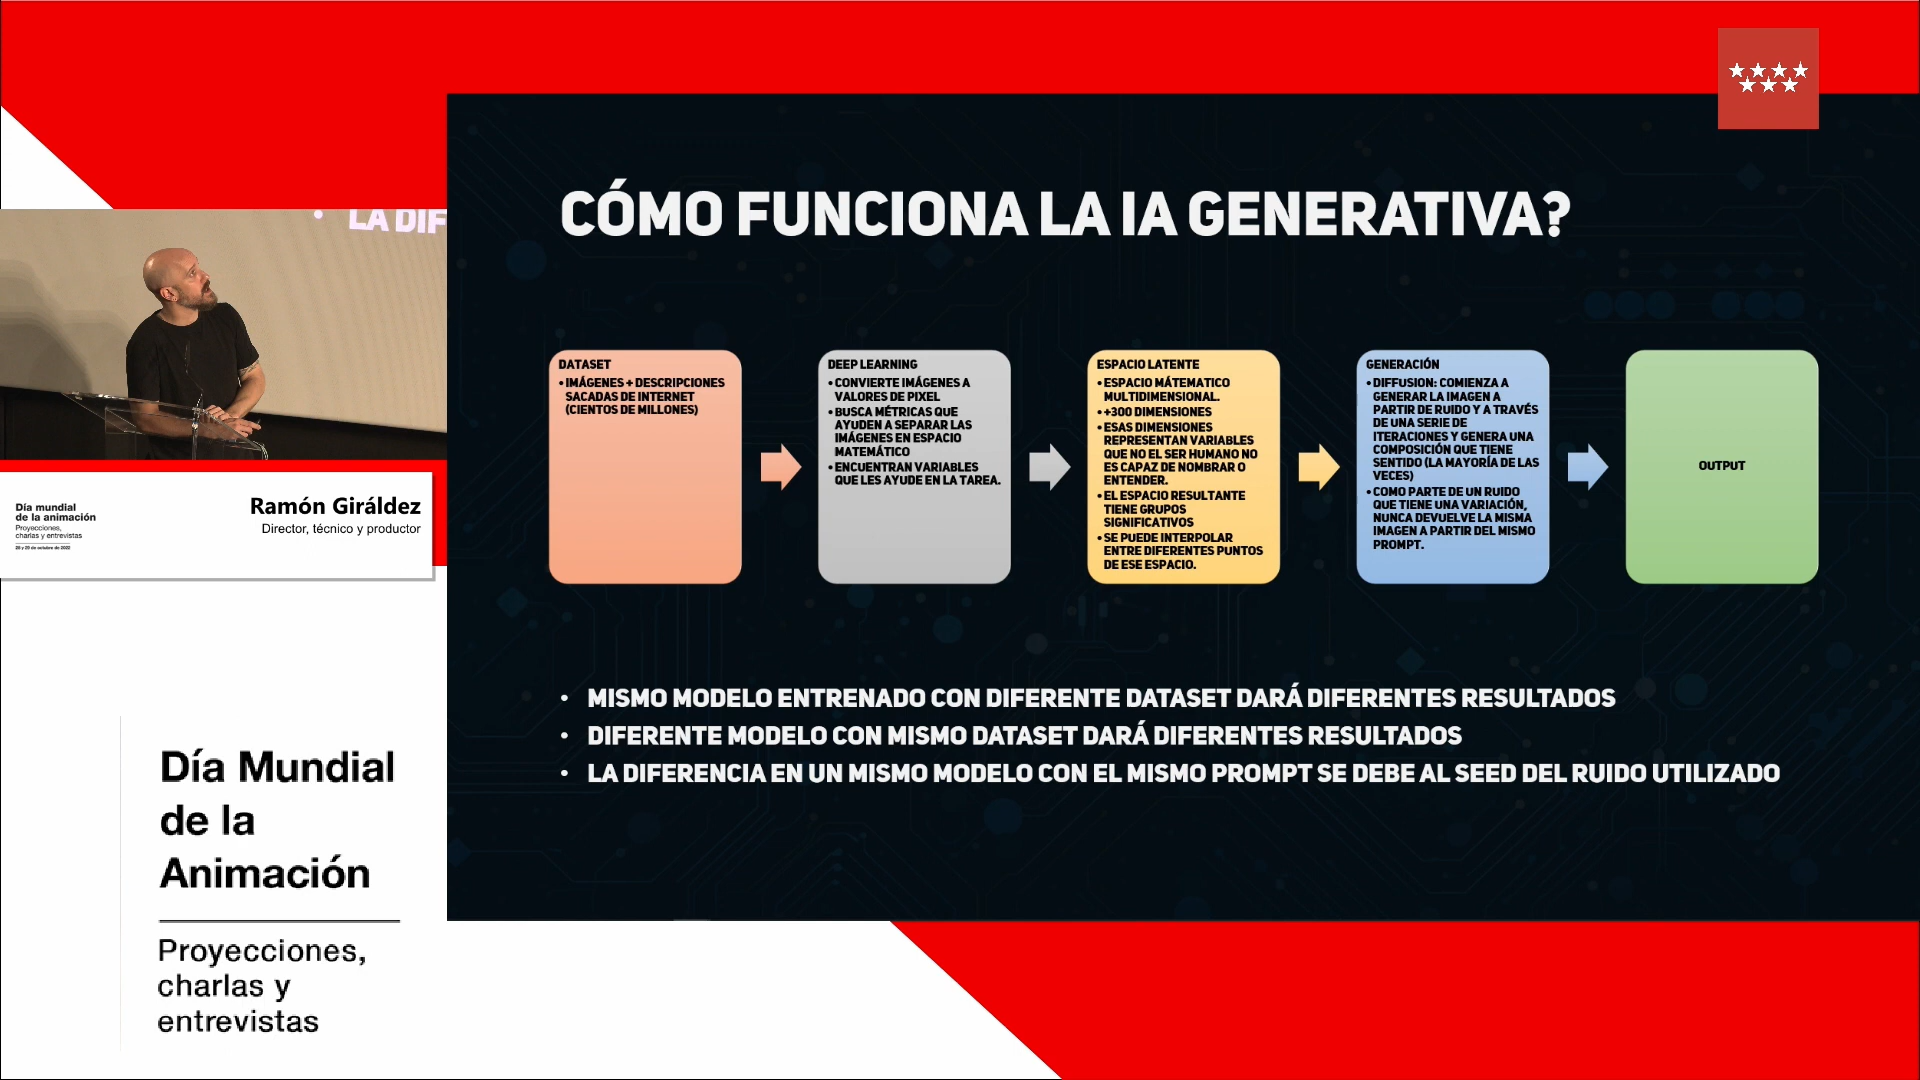 CÓMO FUNCIONA LA IA GENERATIVA?
LA DIF
DATASET
• IMÁGENES + DESCRIPCIONES
SACADAS DE INTERNET
(CIENTOS DE MILLONES)
DEEP LEARNING
• CONVIERTE IMÁGENES A
VALORES DE PIXEL
• BUSCA MÉTRICAS QUE
AYUDEN A SEPARAR LAS
IMÁGENES EN ESPACIO
MATEMÁTICO
• ENCUENTRAN VARIABLES
QUE LES AYUDE EN LA TAREA.
ESPACIO LATENTE
• ESPACIO MÁTEMATICO
MULTIDIMENSIONAL.
• +300 DIMENSIONES
• ESAS DIMENSIONES
REPRESENTAN VARIABLES
QUE NO EL SER HUMANO NO
ES CAPAZ DE NOMBRAR O
ENTENDER.
• EL ESPACIO RESULTANTE
TIENE GRUPOS
SIGNIFICATIVOS
• SE PUEDE INTERPOLAR
ENTRE DIFERENTES PUNTOS
DE ESE ESPACIO.
GENERACIÓN
• DIFFUSION: COMIENZA A
GENERAR LA IMAGEN A
PARTIR DE RUIDO Y A TRAVÉS
DE UNA SERIE DE
ITERACIONES Y GENERA UNA
COMPOSICIÓN QUE TIENE
SENTIDO (LA MAYORÍA DE LAS
VECES)
• COMO PARTE DE UN RUIDO
QUE TIENE UNA VARIACIÓN,
NUNCA DEVUELVE LA MISMA
IMAGEN A PARTIR DEL MISMO
PROMPT.
OUTPUT
• MISMO MODELO ENTRENADO CON DIFERENTE DATASET DARÁ DIFERENTES RESULTADOS
• DIFERENTE MODELO CON MISMO DATASET DARÁ DIFERENTES RESULTADOS
• LA DIFERENCIA EN UN MISMO MODELO CON EL MISMO PROMPT SE DEBE AL SEED DEL RUIDO UTILIZADO
Día mundial
de la animación
Proyecciones,
charlas y entrevistas
Ramón Giráldez
Director, técnico y productor
Día Mundial
de la
Animación
Proyecciones,
charlas y
entrevistas